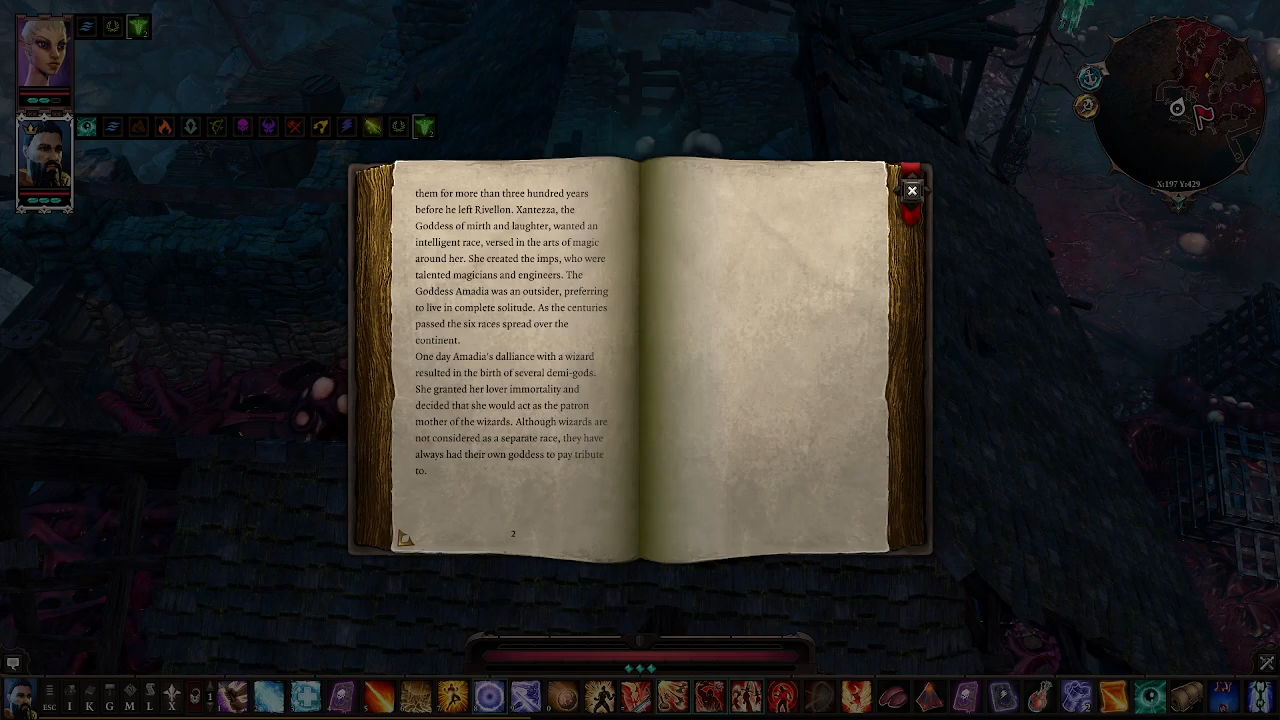 X:197 Y:429
them for more than three hundred years
before he left Rivellon. Xantezza, the
Goddess of mirth and laughter, wanted an
intelligent race, versed in the arts of magic
around her. She created the imps, who were
talented magicians and engineers. The
Goddess Amadia was an outsider, preferring
to live in complete solitude. As the centuries
passed the six races spread over the
continent.
One day Amadia's dalliance with a wizard
resulted in the birth of several demi-gods.
She granted her lover immortality and
decided that she would act as the patron
mother of the wizards. Although wizards are
not considered as a separate race, they have
always had their own goddess to pay tribute
to.
2
ESC I K G M L X 1